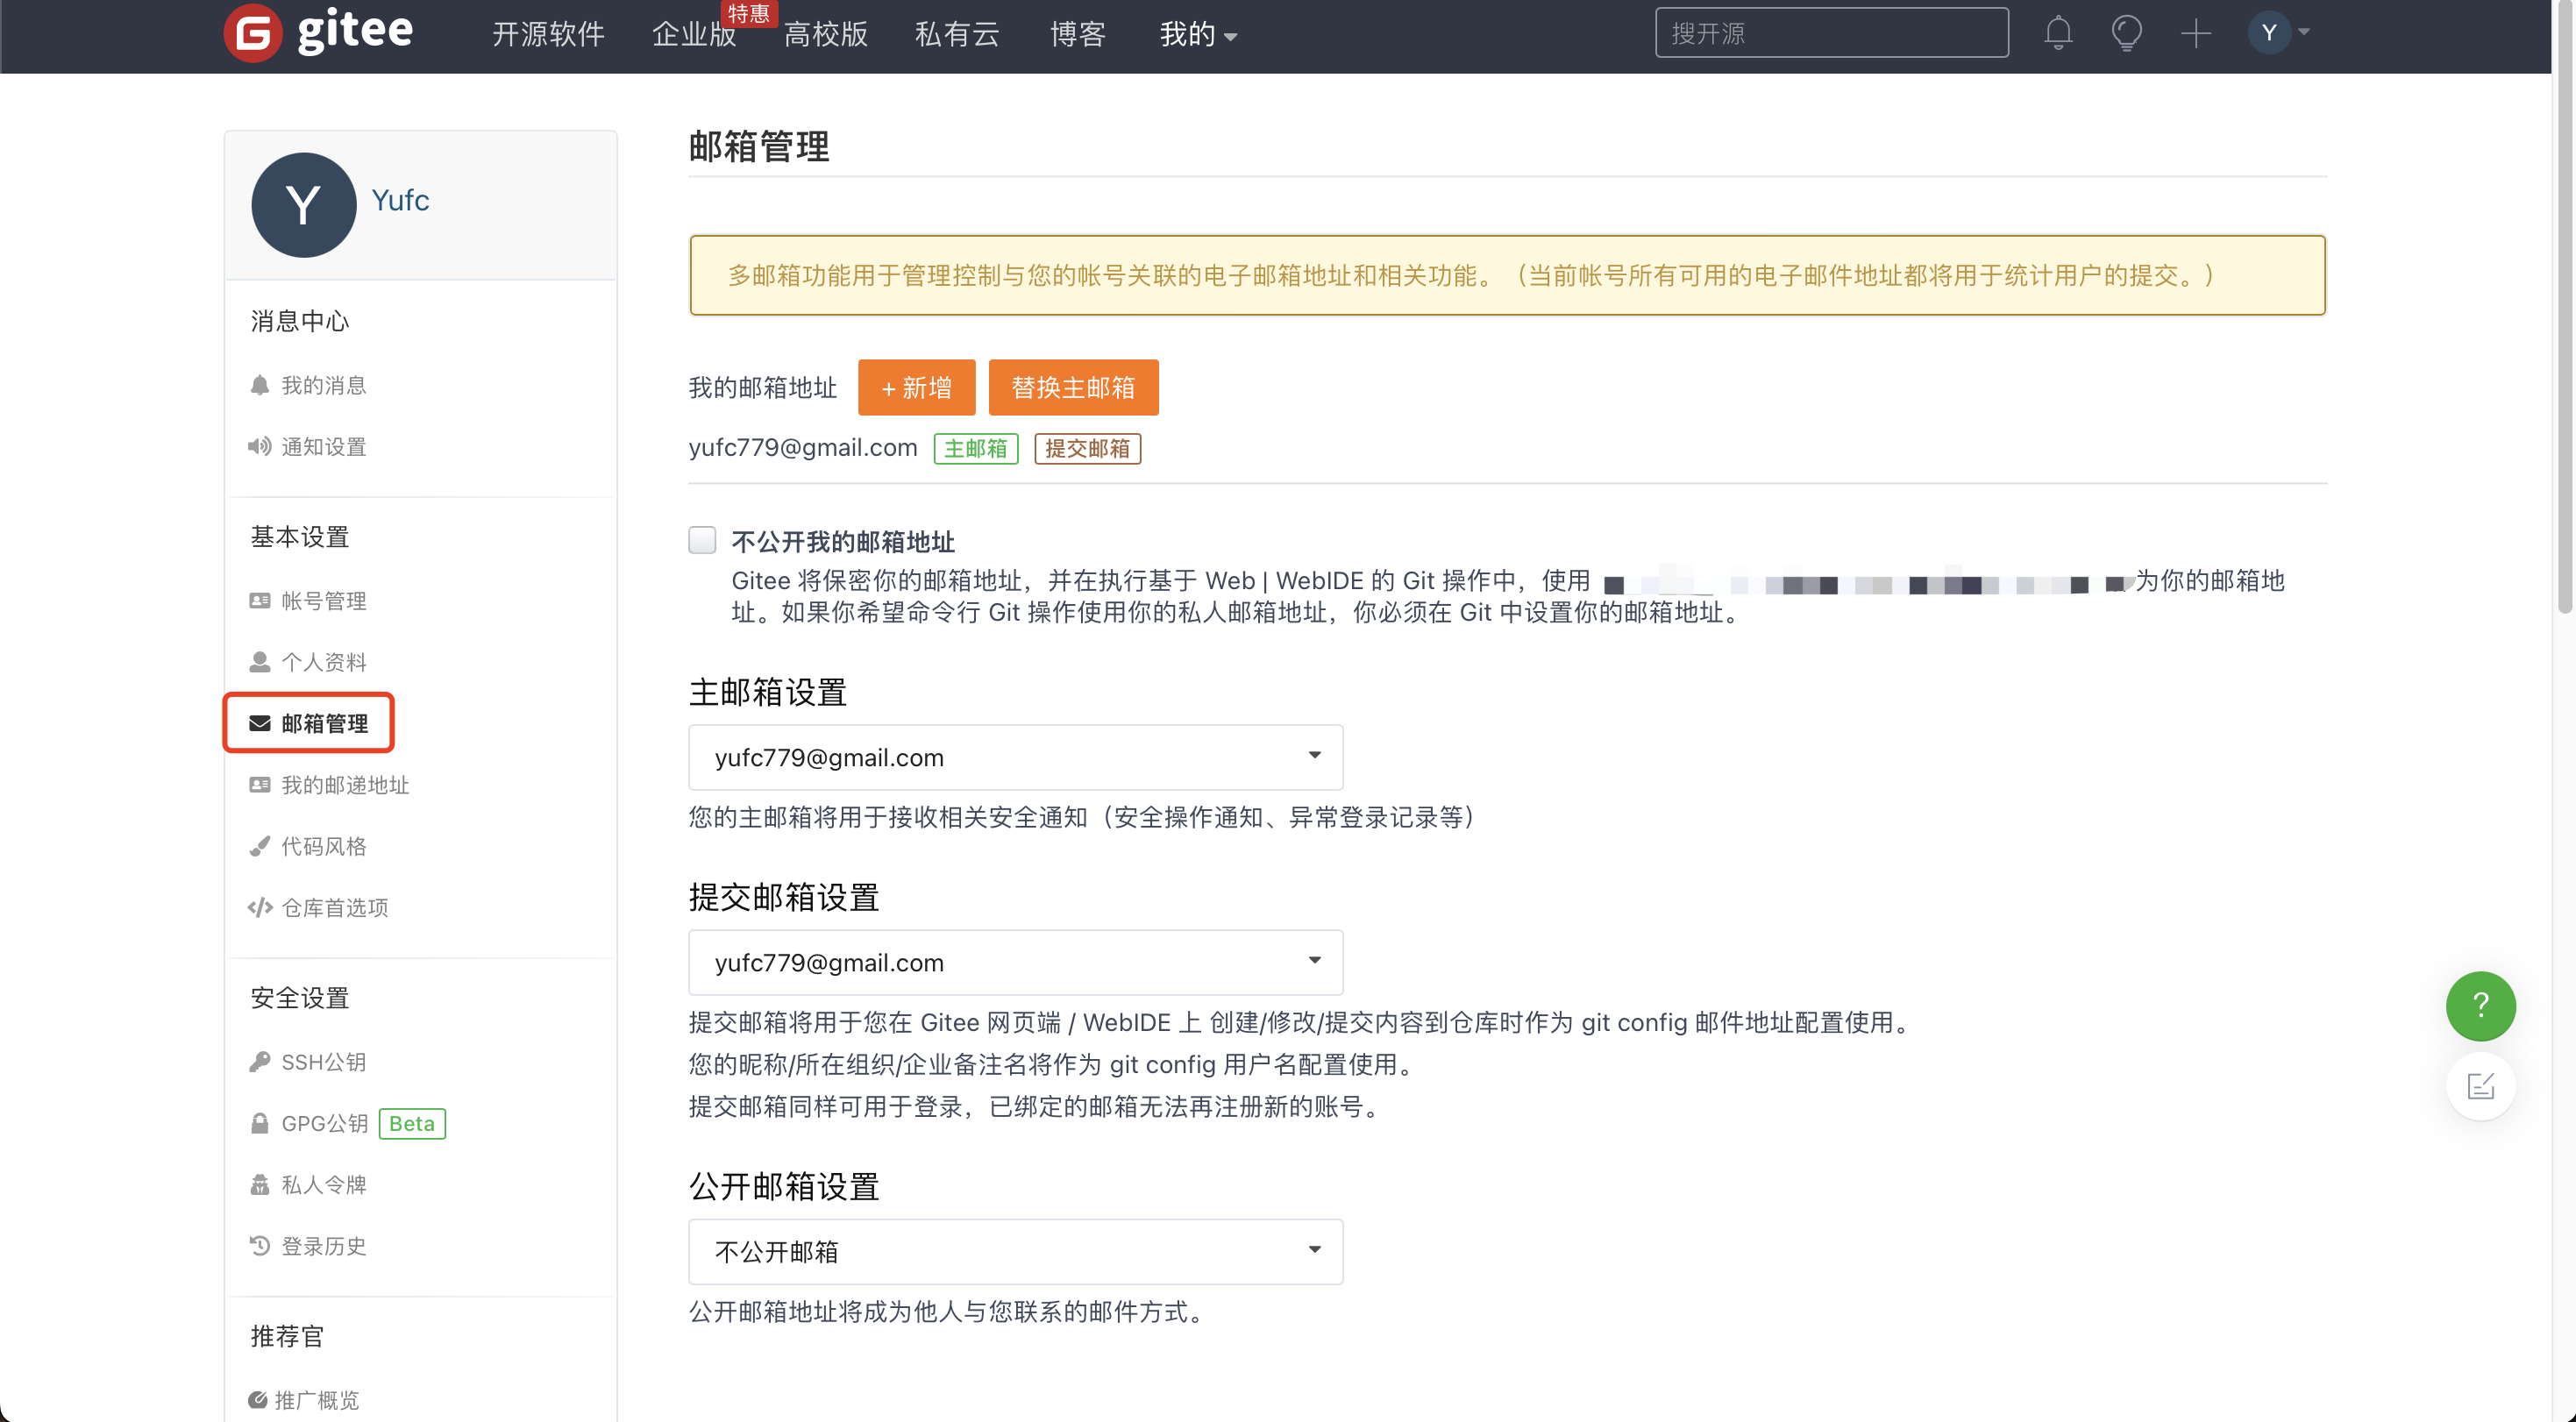 gitee
开源软件
企业版
特惠
高校版
私有云
博客
我的
搜开源
Y
Y
Yufc
消息中心
我的消息
通知设置
基本设置
帐号管理
个人资料
邮箱管理
我的邮递地址
代码风格
仓库首选项
安全设置
SSH公钥
GPG公钥 Beta
私人令牌
登录历史
推荐官
推广概览
邮箱管理
多邮箱功能用于管理控制与您的帐号关联的电子邮箱地址和相关功能。（当前帐号所有可用的电子邮件地址都将用于统计用户的提交。）
我的邮箱地址 + 新增 替换主邮箱
yufc779@gmail.com 主邮箱 提交邮箱
不公开我的邮箱地址
Gitee 将保密你的邮箱地址，并在执行基于 Web | WebIDE 的 Git 操作中，使用 为你的邮箱地
址。如果你希望命令行 Git 操作使用你的私人邮箱地址，你必须在 Git 中设置你的邮箱地址。
主邮箱设置
yufc779@gmail.com
您的主邮箱将用于接收相关安全通知（安全操作通知、异常登录记录等）
提交邮箱设置
yufc779@gmail.com
提交邮箱将用于您在 Gitee 网页端 / WebIDE 上 创建/修改/提交内容到仓库时作为 git config 邮件地址配置使用。
您的昵称/所在组织/企业备注名将作为 git config 用户名配置使用。
提交邮箱同样可用于登录，已绑定的邮箱无法再注册新的账号。
公开邮箱设置
不公开邮箱
公开邮箱地址将成为他人与您联系的邮件方式。
?